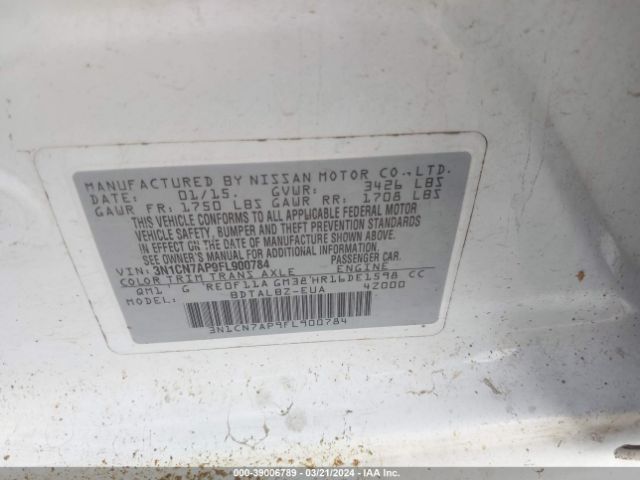 MANUFACTURED BY NISSAN MOTOR CO.,LTD.
DATE: 01/15 GVWR: 3426 LBS
GAWR FR: 1750 LBS GAWR RR: 1708 LBS
THIS VEHICLE CONFORMS TO ALL APPLICABLE FEDERAL MOTOR
VEHICLE SAFETY, BUMPER AND THEFT PREVENTION STANDARDS
IN EFFECT ON THE DATE OF MANUFACTURE SHOWN ABOVE.
SEE OWNER'S MANUAL FOR ADDITIONAL INFORMATION.
VIN: 3N1CN7AP9FL900784 PASSENGER CAR
COLOR TRIM TRANS AXLE ENGINE
QM1 G RE0F11A GM38 HR16DE1598 CC
BDTALBZ-EUA 42000
3N1CN7AP9FL900784
000-39006789 - 03/21/2024 - IAA Inc.